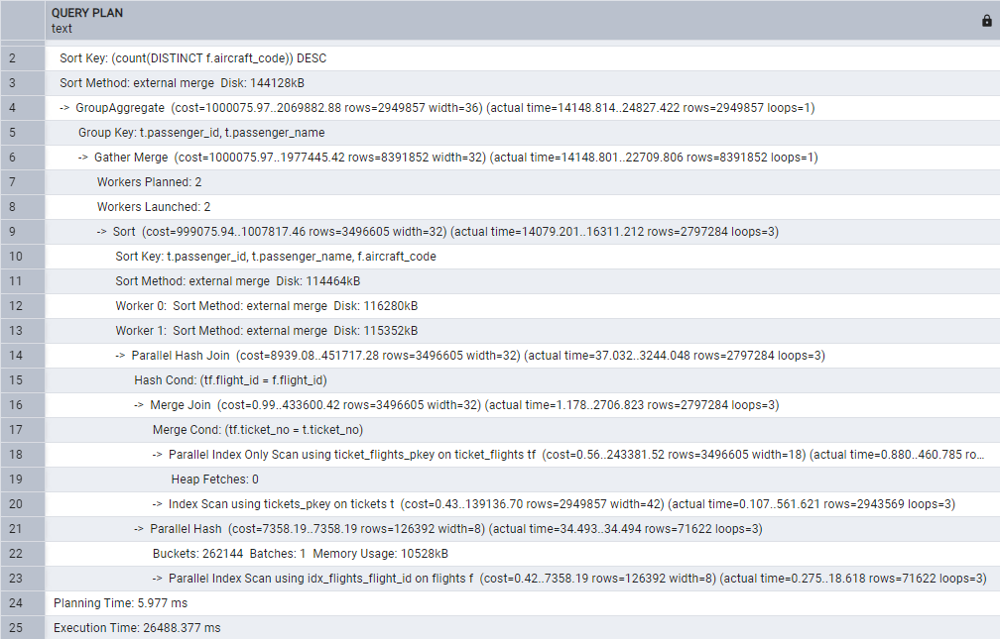 QUERY PLAN
text
2 Sort Key: (count(DISTINCT f.aircraft_code)) DESC
3 Sort Method: external merge Disk: 144128kB
4 -> GroupAggregate (cost=1000075.97..2069882.88 rows=2949857 width=36) (actual time=14148.814..24827.422 rows=2949857 loops=1)
5 Group Key: t.passenger_id, t.passenger_name
6 -> Gather Merge (cost=1000075.97..1977445.42 rows=8391852 width=32) (actual time=14148.801..22709.806 rows=8391852 loops=1)
7 Workers Planned: 2
8 Workers Launched: 2
9 -> Sort (cost=999075.94..1007817.46 rows=3496605 width=32) (actual time=14079.201..16311.212 rows=2797284 loops=3)
10 Sort Key: t.passenger_id, t.passenger_name, f.aircraft_code
11 Sort Method: external merge Disk: 114464kB
12 Worker 0: Sort Method: external merge Disk: 116280kB
13 Worker 1: Sort Method: external merge Disk: 115352kB
14 -> Parallel Hash Join (cost=8939.08..451717.28 rows=3496605 width=32) (actual time=37.032..3244.048 rows=2797284 loops=3)
15 Hash Cond: (tf.flight_id = f.flight_id)
16 -> Merge Join (cost=0.99..433600.42 rows=3496605 width=32) (actual time=1.178..2706.823 rows=2797284 loops=3)
17 Merge Cond: (tf.ticket_no = t.ticket_no)
18 -> Parallel Index Only Scan using ticket_flights_pkey on ticket_flights tf (cost=0.56..243381.52 rows=3496605 width=18) (actual time=0.880..460.785 ro...
19 Heap Fetches: 0
20 -> Index Scan using tickets_pkey on tickets t (cost=0.43..139136.70 rows=2949857 width=42) (actual time=0.107..561.621 rows=2943569 loops=3)
21 -> Parallel Hash (cost=7358.19..7358.19 rows=126392 width=8) (actual time=34.493..34.494 rows=71622 loops=3)
22 Buckets: 262144 Batches: 1 Memory Usage: 10528kB
23 -> Parallel Index Scan using idx_flights_flight_id on flights f (cost=0.42..7358.19 rows=126392 width=8) (actual time=0.275..18.618 rows=71622 loops=3)
24 Planning Time: 5.977 ms
25 Execution Time: 26488.377 ms